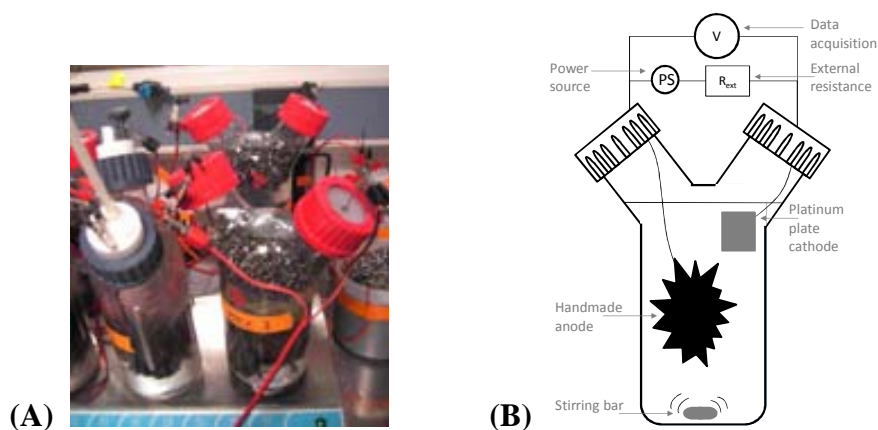 Data
acquisition
V
Power
source
PS
R_ext
External
resistance
Platinum
plate
cathode
Handmade
anode
Stirring bar
(A)
(B)